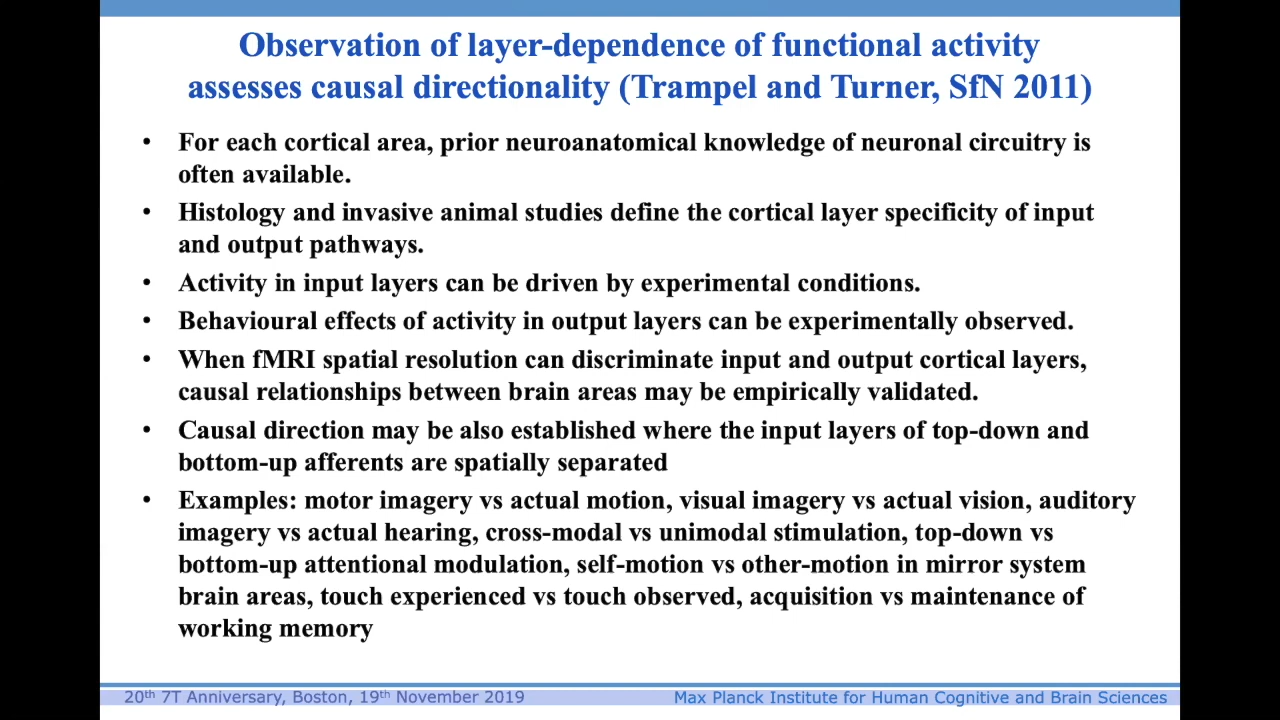 Observation of layer-dependence of functional activity
assesses causal directionality (Trampel and Turner, SfN 2011)
• For each cortical area, prior neuroanatomical knowledge of neuronal circuitry is
often available.
• Histology and invasive animal studies define the cortical layer specificity of input
and output pathways.
• Activity in input layers can be driven by experimental conditions.
• Behavioural effects of activity in output layers can be experimentally observed.
• When fMRI spatial resolution can discriminate input and output cortical layers,
causal relationships between brain areas may be empirically validated.
• Causal direction may be also established where the input layers of top-down and
bottom-up afferents are spatially separated
• Examples: motor imagery vs actual motion, visual imagery vs actual vision, auditory
imagery vs actual hearing, cross-modal vs unimodal stimulation, top-down vs
bottom-up attentional modulation, self-motion vs other-motion in mirror system
brain areas, touch experienced vs touch observed, acquisition vs maintenance of
working memory
20th 7T Anniversary, Boston, 19th November 2019
Max Planck Institute for Human Cognitive and Brain Sciences